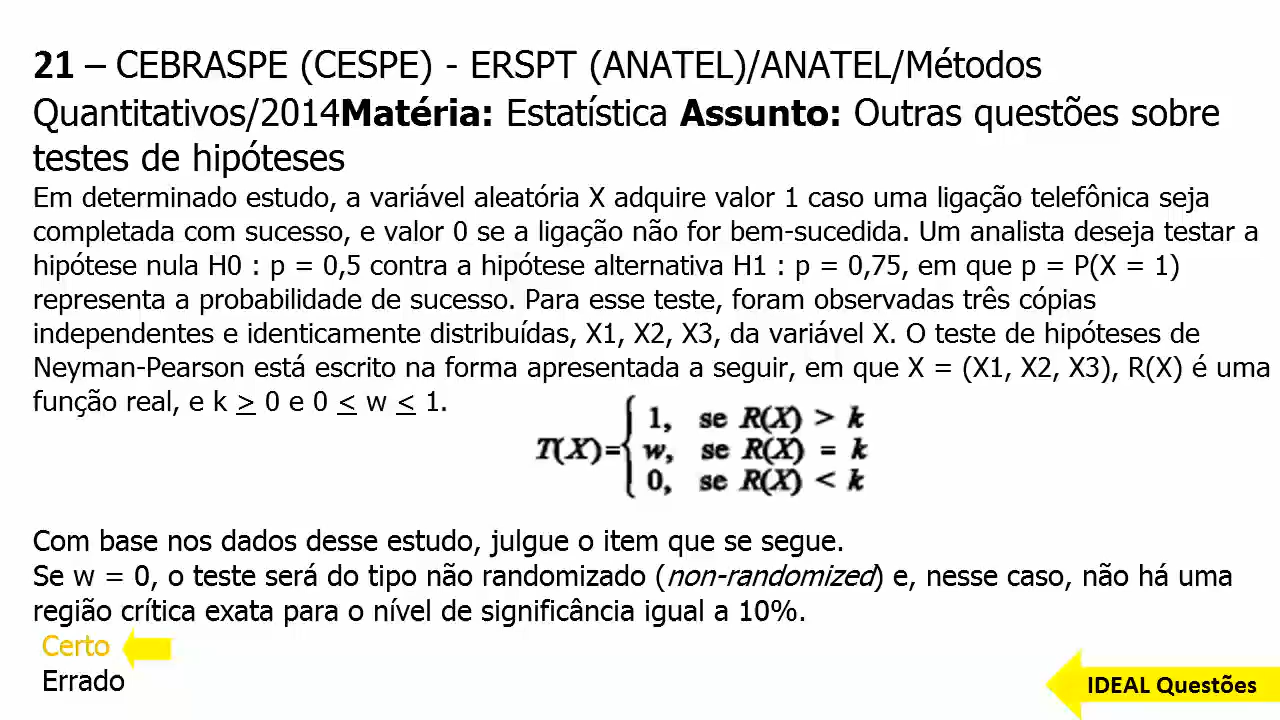 21 – CEBRASPE (CESPE) - ERSPT (ANATEL)/ANATEL/Métodos
Quantitativos/2014Matéria: Estatística Assunto: Outras questões sobre
testes de hipóteses
Em determinado estudo, a variável aleatória X adquire valor 1 caso uma ligação telefônica seja
completada com sucesso, e valor 0 se a ligação não for bem-sucedida. Um analista deseja testar a
hipótese nula H0 : p = 0,5 contra a hipótese alternativa H1 : p = 0,75, em que p = P(X = 1)
representa a probabilidade de sucesso. Para esse teste, foram observadas três cópias
independentes e identicamente distribuídas, X1, X2, X3, da variável X. O teste de hipóteses de
Neyman-Pearson está escrito na forma apresentada a seguir, em que X = (X1, X2, X3), R(X) é uma
função real, e k ≥ 0 e 0 ≤ w ≤ 1.
1, se R(X) > k
T(X)= w, se R(X) = k
0, se R(X) < k
Com base nos dados desse estudo, julgue o item que se segue.
Se w = 0, o teste será do tipo não randomizado (non-randomized) e, nesse caso, não há uma
região crítica exata para o nível de significância igual a 10%.
Certo
Errado
IDEAL Questões